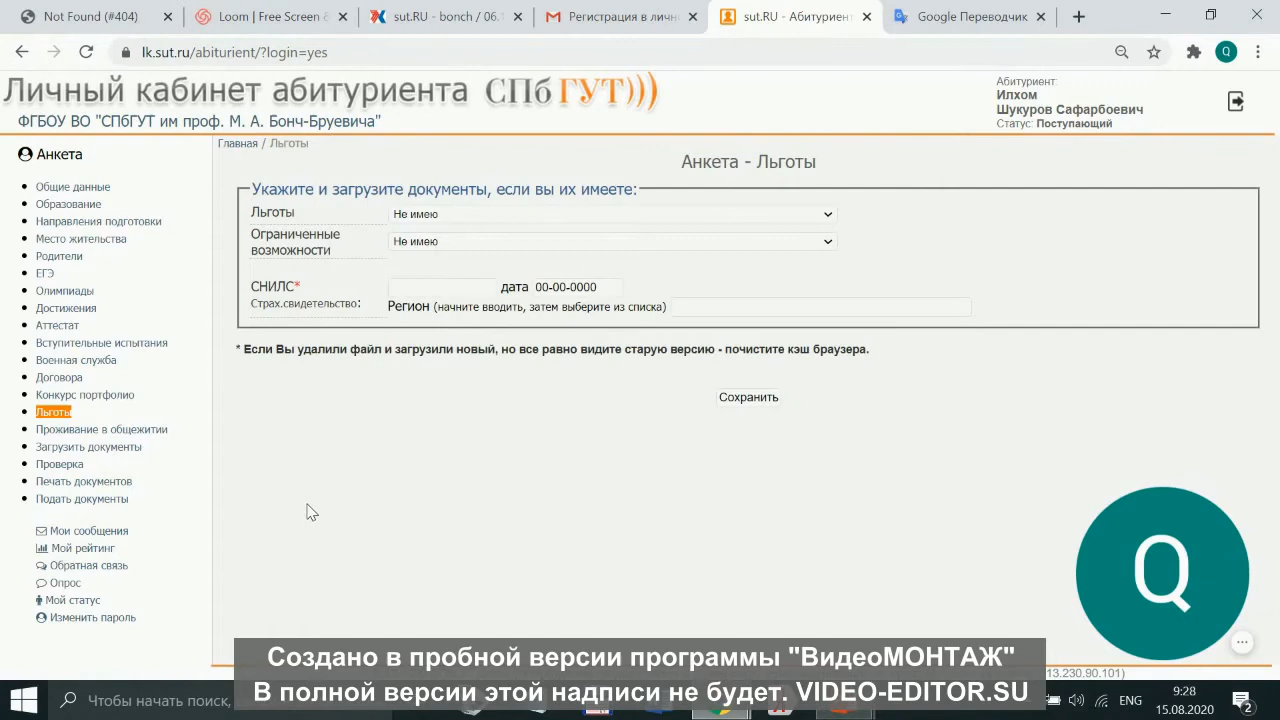 Not Found (#404)
Loom | Free Screen &
sut.RU - bonch / 06.1
Регистрация в личн
sut.RU - Абитуриент
Google Переводчик
lk.sut.ru/abiturient/?login=yes
Q
Личный кабинет абитуриента СПбГУТ)))
ФГБОУ ВО "СПбГУТ им проф. М. А. Бонч-Бруевича"
Абитуриент:
Илхом
Шукуров Сафарбоевич
Статус: Поступающий
Анкета
Общие данные
Образование
Направления подготовки
Место жительства
Родители
ЕГЭ
Олимпиады
Достижения
Аттестат
Вступительные испытания
Военная служба
Договора
Конкурс портфолио
Льготы
Проживание в общежитии
Загрузить документы
Проверка
Печать документов
Подать документы
Мои сообщения
Мой рейтинг
Обратная связь
Опрос
Мой статус
Изменить пароль
Главная / Льготы
Анкета - Льготы
Укажите и загрузите документы, если вы их имеете:
Льготы Не имею
Ограниченные возможности Не имею
СНИЛС* дата 00-00-0000
Страх.свидетельство: Регион (начните вводить, затем выберите из списка)
* Если Вы удалили файл и загрузили новый, но все равно видите старую версию - почистите кэш браузера.
Сохранить
Q
Создано в пробной версии программы "ВидеоМОНТАЖ"
В полной версии этой надписи не будет. VIDEO-EDITOR.SU
13.230.90.101)
Чтобы начать поиск,
ENG
9:28
15.08.2020
2